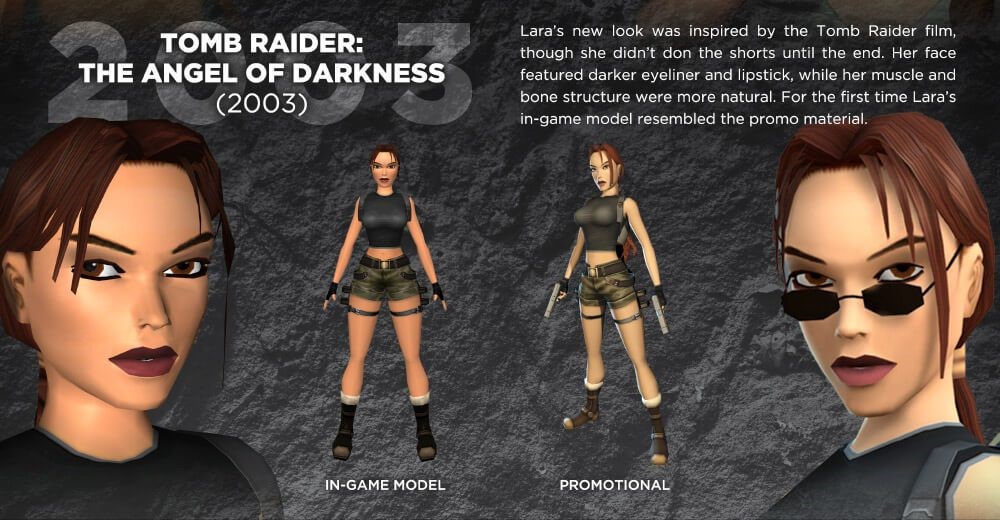 2003
TOMB RAIDER:
THE ANGEL OF DARKNESS
(2003)
Lara's new look was inspired by the Tomb Raider film,
though she didn't don the shorts until the end. Her face
featured darker eyeliner and lipstick, while her muscle and
bone structure were more natural. For the first time Lara's
in-game model resembled the promo material.
IN-GAME MODEL
PROMOTIONAL